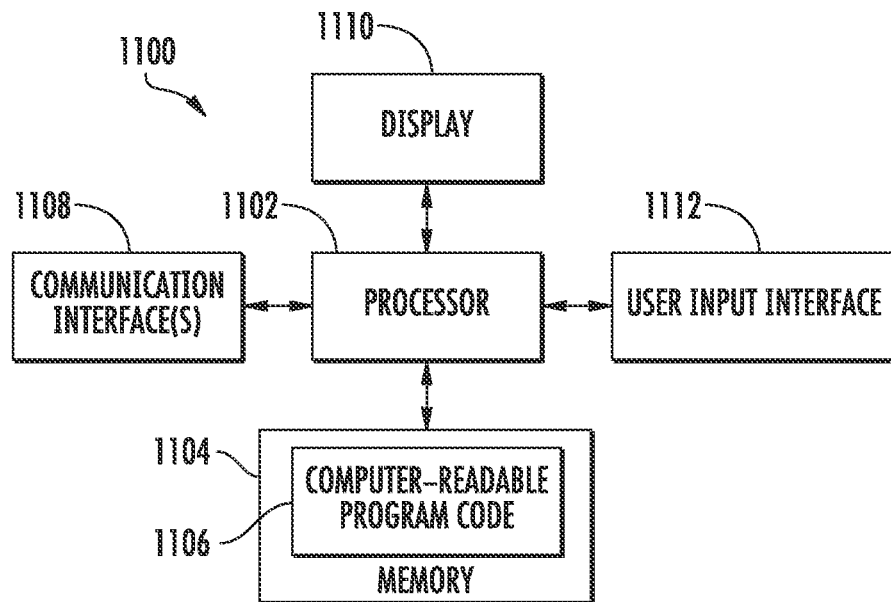 1110
1100
DISPLAY
1108
1102
1112
COMMUNICATION
INTERFACE(S)
PROCESSOR
USER INPUT INTERFACE
1104
COMPUTER–READABLE
PROGRAM CODE
1106
MEMORY